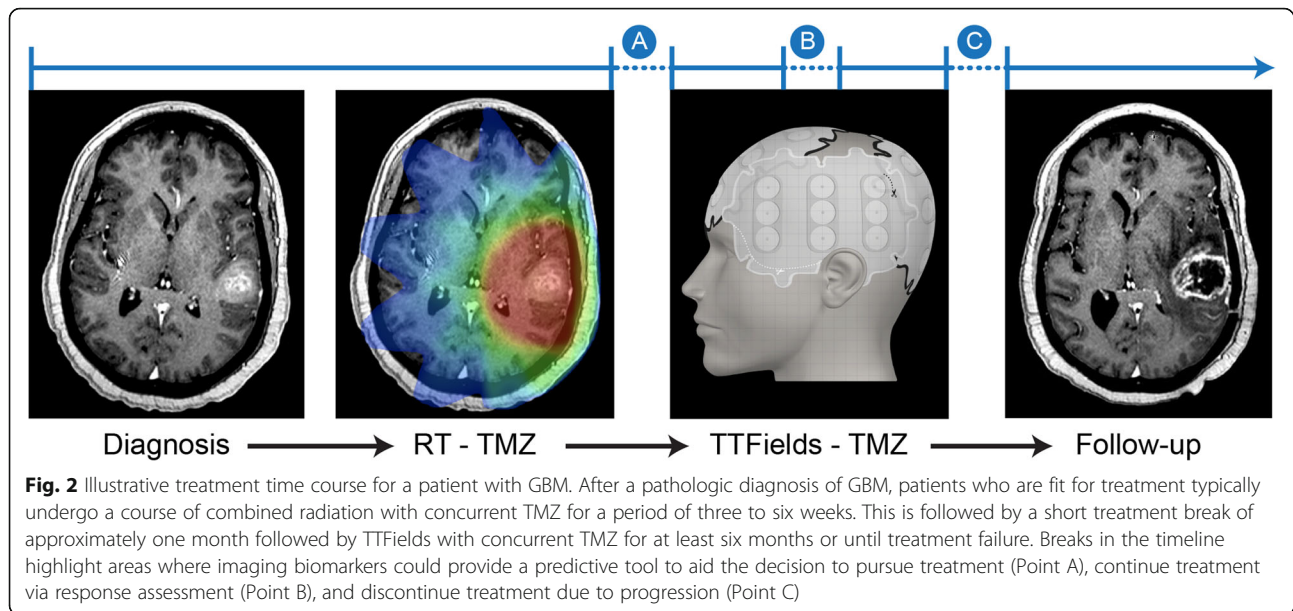 A B C
Diagnosis RT - TMZ TTFields - TMZ Follow-up
Fig. 2 Illustrative treatment time course for a patient with GBM. After a pathologic diagnosis of GBM, patients who are fit for treatment typically
undergo a course of combined radiation with concurrent TMZ for a period of three to six weeks. This is followed by a short treatment break of
approximately one month followed by TTFields with concurrent TMZ for at least six months or until treatment failure. Breaks in the timeline
highlight areas where imaging biomarkers could provide a predictive tool to aid the decision to pursue treatment (Point A), continue treatment
via response assessment (Point B), and discontinue treatment due to progression (Point C)